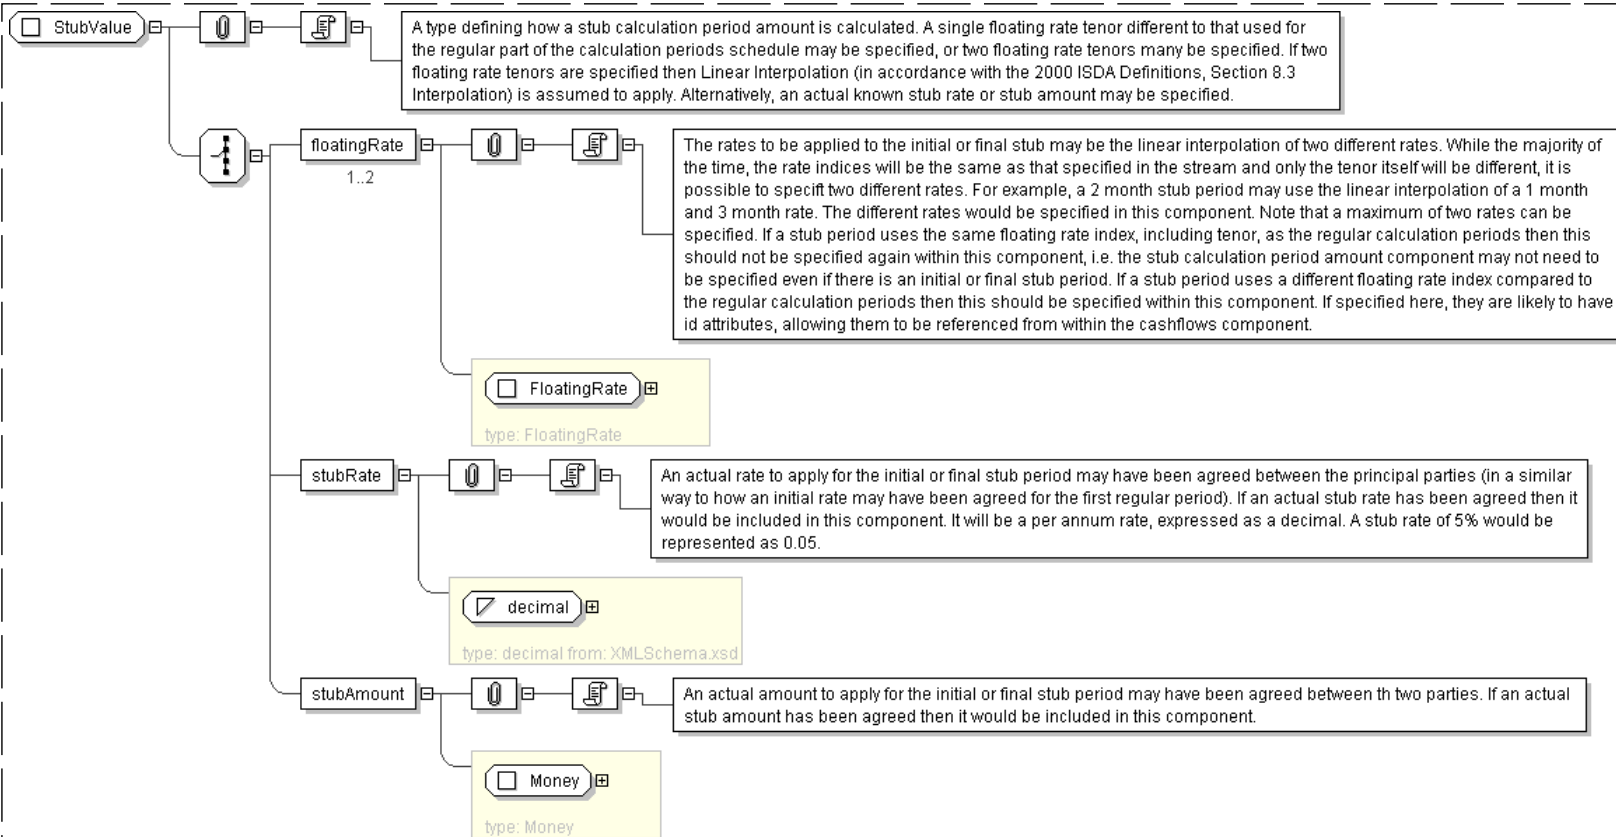 StubValue
A type defining how a stub calculation period amount is calculated. A single floating rate tenor different to that used for
the regular part of the calculation periods schedule may be specified, or two floating rate tenors many be specified. If two
floating rate tenors are specified then Linear Interpolation (in accordance with the 2000 ISDA Definitions, Section 8.3
Interpolation) is assumed to apply. Alternatively, an actual known stub rate or stub amount may be specified.
floatingRate
1..2
The rates to be applied to the initial or final stub may be the linear interpolation of two different rates. While the majority of
the time, the rate indices will be the same as that specified in the stream and only the tenor itself will be different, it is
possible to specift two different rates. For example, a 2 month stub period may use the linear interpolation of a 1 month
and 3 month rate. The different rates would be specified in this component. Note that a maximum of two rates can be
specified. If a stub period uses the same floating rate index, including tenor, as the regular calculation periods then this
should not be specified again within this component, i.e. the stub calculation period amount component may not need to
be specified even if there is an initial or final stub period. If a stub period uses a different floating rate index compared to
the regular calculation periods then this should be specified within this component. If specified here, they are likely to have
id attributes, allowing them to be referenced from within the cashflows component.
FloatingRate
type: FloatingRate
stubRate
An actual rate to apply for the initial or final stub period may have been agreed between the principal parties (in a similar
way to how an initial rate may have been agreed for the first regular period). If an actual stub rate has been agreed then it
would be included in this component. It will be a per annum rate, expressed as a decimal. A stub rate of 5% would be
represented as 0.05.
decimal
type: decimal from: XMLSchema.xsd
stubAmount
An actual amount to apply for the initial or final stub period may have been agreed between th two parties. If an actual
stub amount has been agreed then it would be included in this component.
Money
type: Money